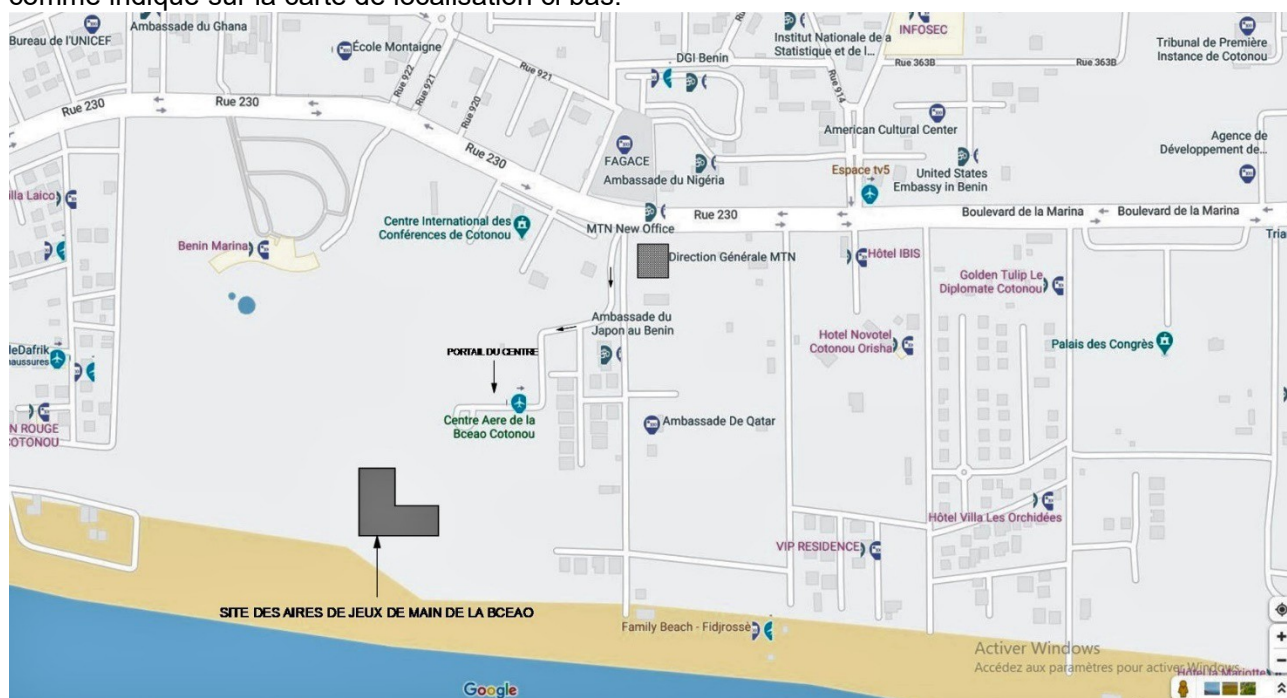 comme indiqué sur la carte de localisation ci bas.
Bureau de l'UNICEF
Ambassade du Ghana
École Montaigne
Rue 922
Rue 921
Rue 920
Rue 921
DGI Benin
Institut Nationale de a
Statistique et de l...
INFOSEC
Rue 363B
Rue 363B
Tribunal de Première
Instance de Cotonou
Rue 914
Rue 230
Rue 230
Rue 230
American Cultural Center
Agence de
Développement de...
FAGACE
Ambassade du Nigéria
Espace tv5
United States
Embassy in Benin
illa Laico
Centre International des
Conférences de Cotonou
MTN New Office
Rue 230
Boulevard de la Marina
Boulevard de la Marina
Benin Marina
Direction Générale MTN
Hôtel IBIS
Golden Tulip Le
Diplomate Cotonou
Ambassade du
Japon au Benin
Hotel Novotel
Cotonou Orisha
Palais des Congrès
leDafrik
haussures
PORTAIL DU CENTRE
N ROUGE
COTONOU
Centre Aere de la
Bceao Cotonou
Ambassade De Qatar
Hôtel Villa Les Orchidées
VIP RESIDENCE
SITE DES AIRES DE JEUX DE MAIN DE LA BCEAO
Family Beach - Fidjrossè
Activer Windows
Accédez aux paramètres pour activer Windows.
Hôtel la Mariotte
Google